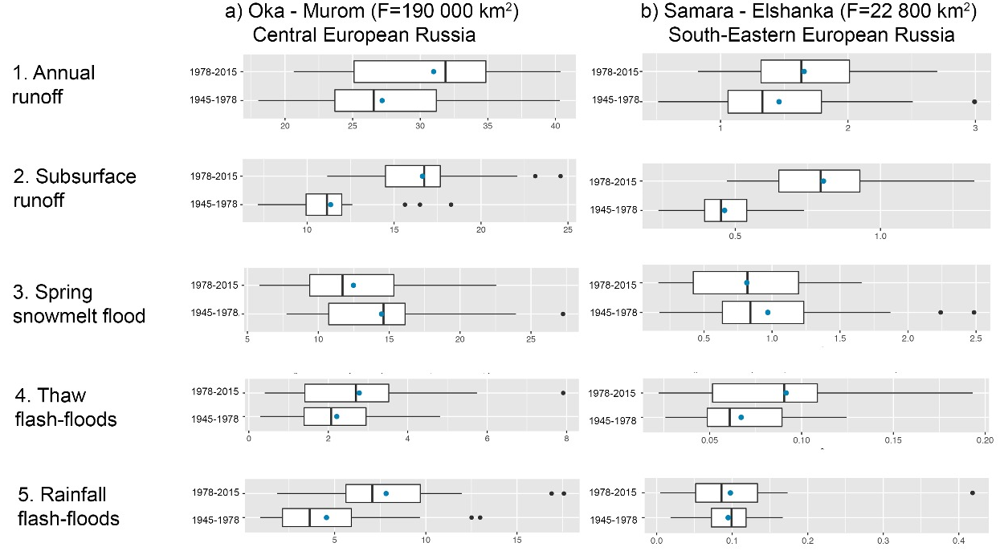 a) Oka - Murom (F=190 000 km²)
Central European Russia
b) Samara - Elshanka (F=22 800 km²)
South-Eastern European Russia
1. Annual
runoff
1978-2015
1945-1978
20 25 30 35 40
1978-2015
1945-1978
1 2 3
2. Subsurface
runoff
1978-2015
1945-1978
10 15 20 25
1978-2015
1945-1978
0.5 1.0
3. Spring
snowmelt flood
1978-2015
1945-1978
5 10 15 20 25
1978-2015
1945-1978
0.5 1.0 1.5 2.0 2.5
4. Thaw
flash-floods
1978-2015
1945-1978
0 2 4 6 8
1978-2015
1945-1978
0.05 0.10 0.15 0.20
5. Rainfall
flash-floods
1978-2015
1945-1978
5 10 15
1978-2015
1945-1978
0.0 0.1 0.2 0.3 0.4